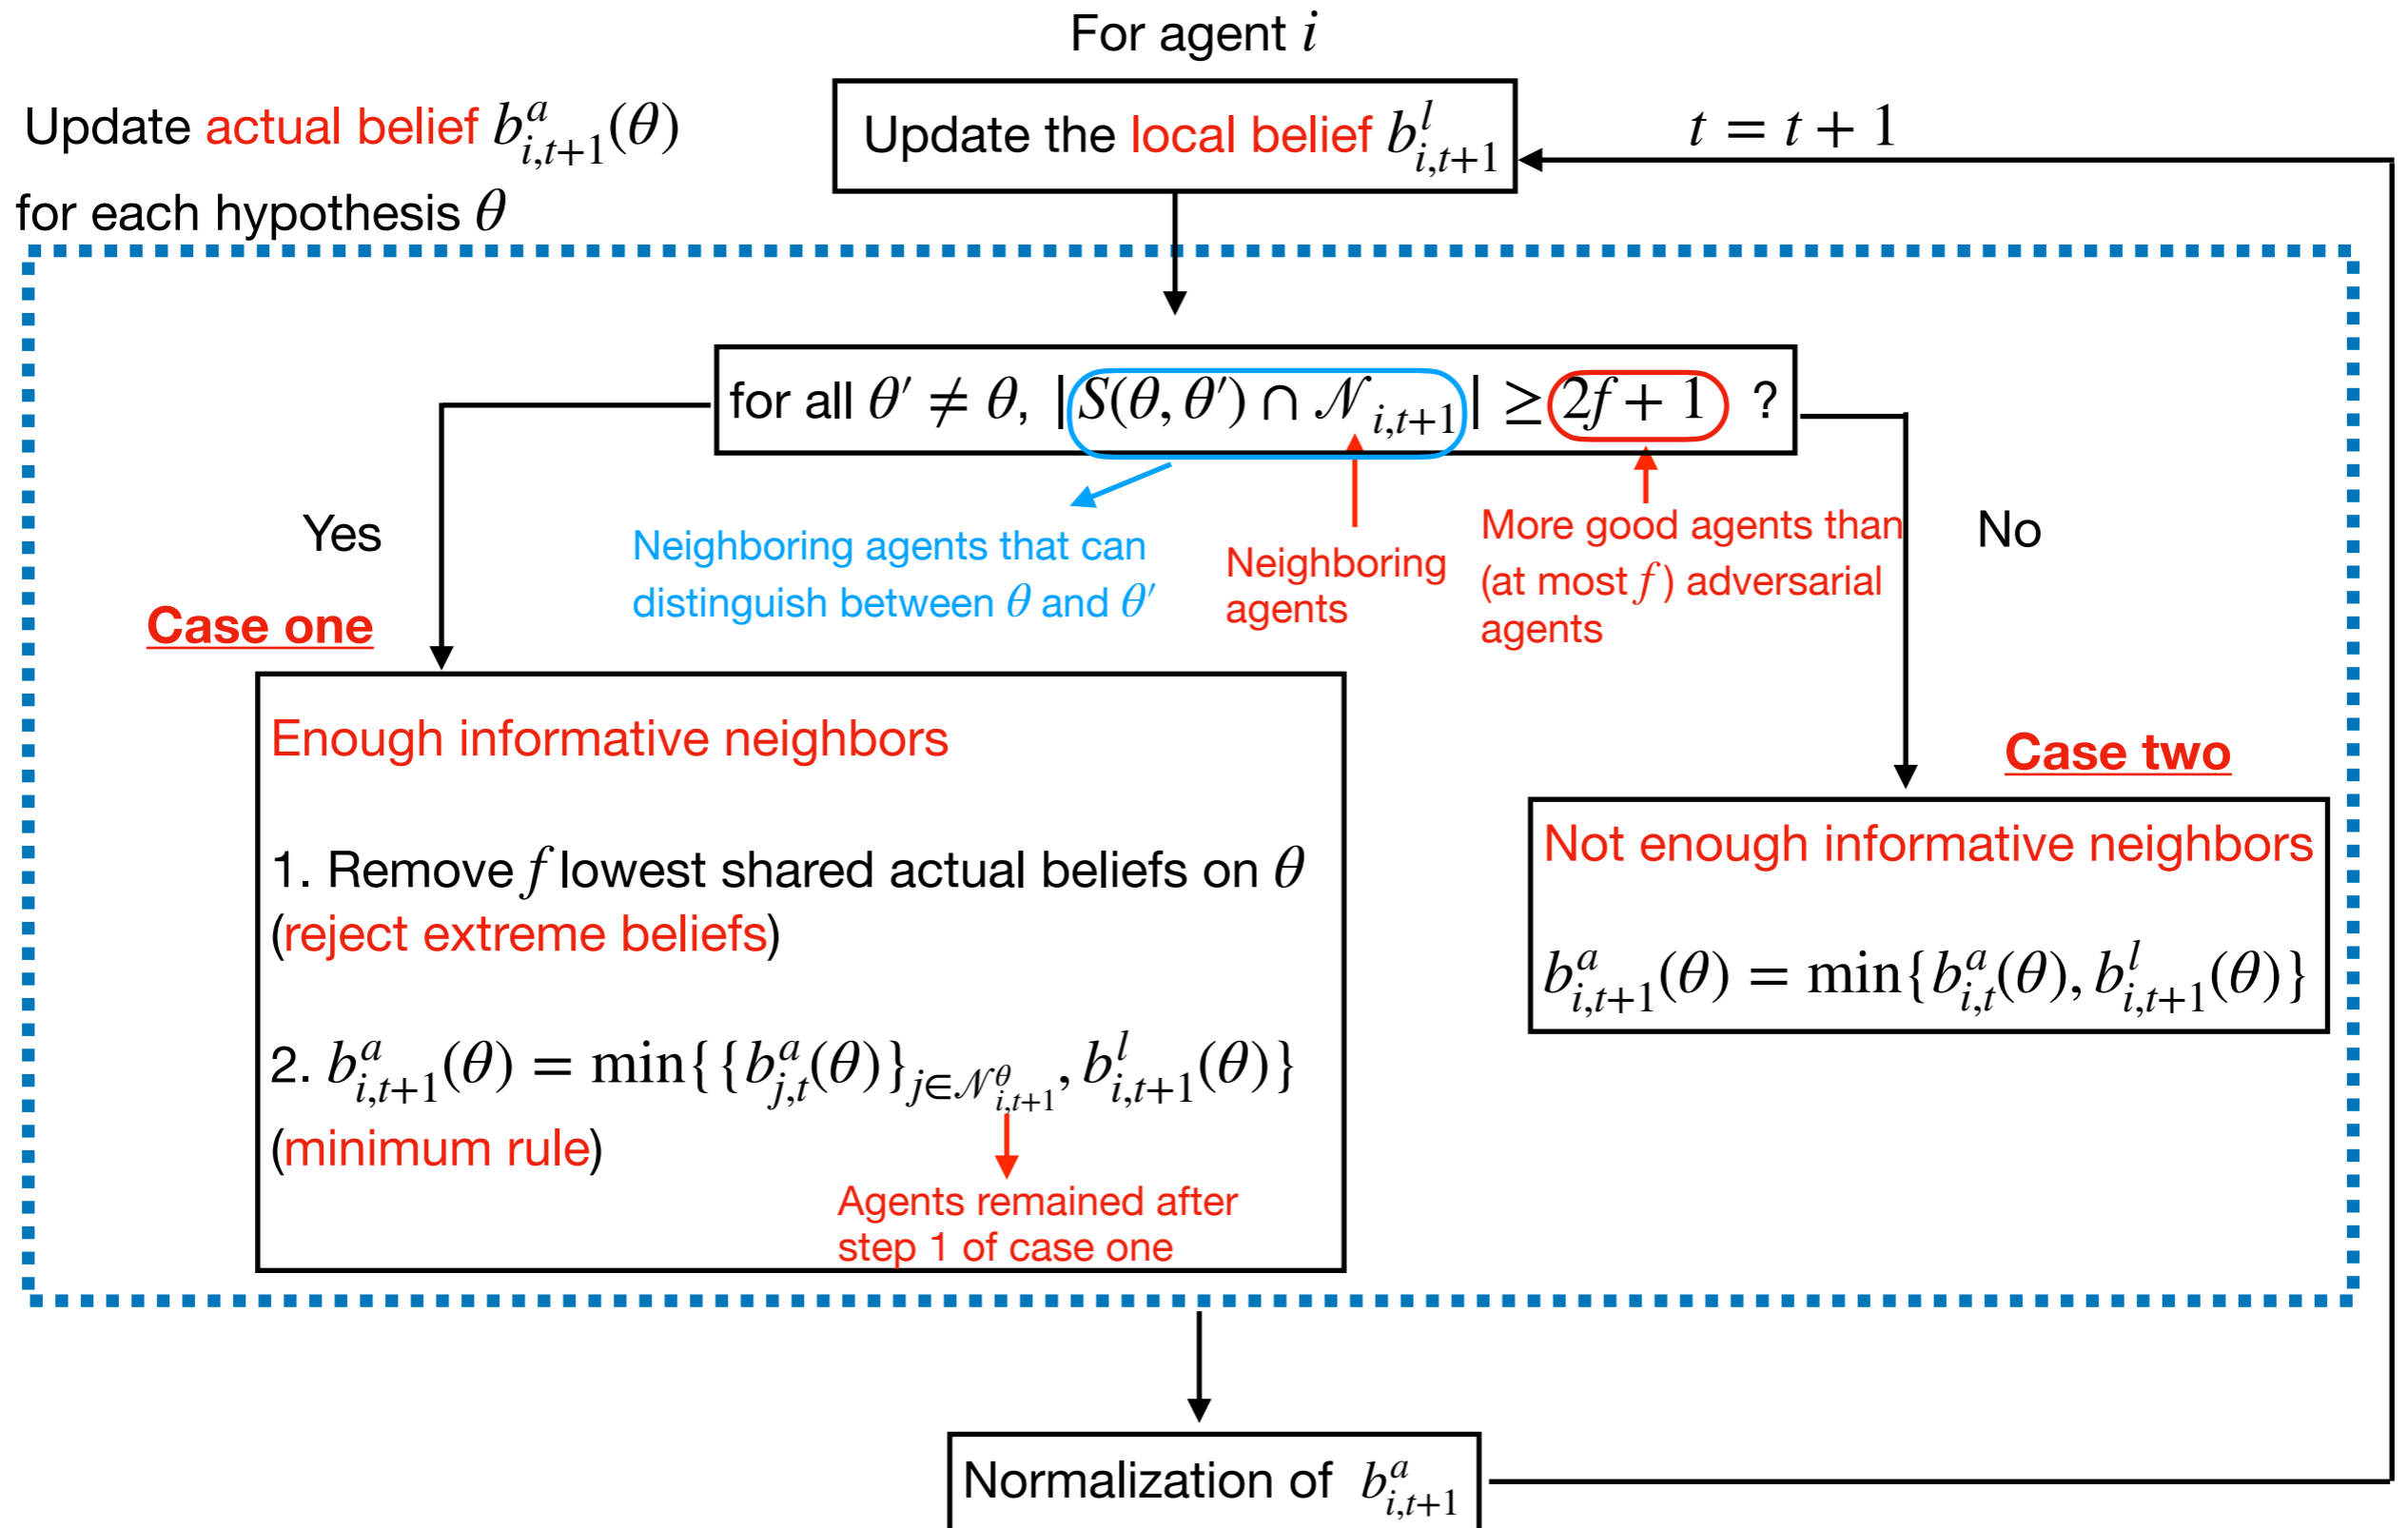 For agent i
Update actual belief b^a_{i,t+1}(θ)
for each hypothesis θ
Update the local belief b^l_{i,t+1}
t = t + 1
for all θ′ ≠ θ, |S(θ, θ′) ∩ 𝒩_{i,t+1}| ≥ 2f + 1 ?
Yes
No
Neighboring agents that can
distinguish between θ and θ′
Neighboring
agents
More good agents than
(at most f) adversarial
agents
Case one
Enough informative neighbors
1. Remove f lowest shared actual beliefs on θ
(reject extreme beliefs)
2. b^a_{i,t+1}(θ) = min{{b^a_{j,t}(θ)}_{j∈𝒩^θ_{i,t+1}}, b^l_{i,t+1}(θ)}
(minimum rule)
Agents remained after
step 1 of case one
Case two
Not enough informative neighbors
b^a_{i,t+1}(θ) = min{b^a_{i,t}(θ), b^l_{i,t+1}(θ)}
Normalization of b^a_{i,t+1}